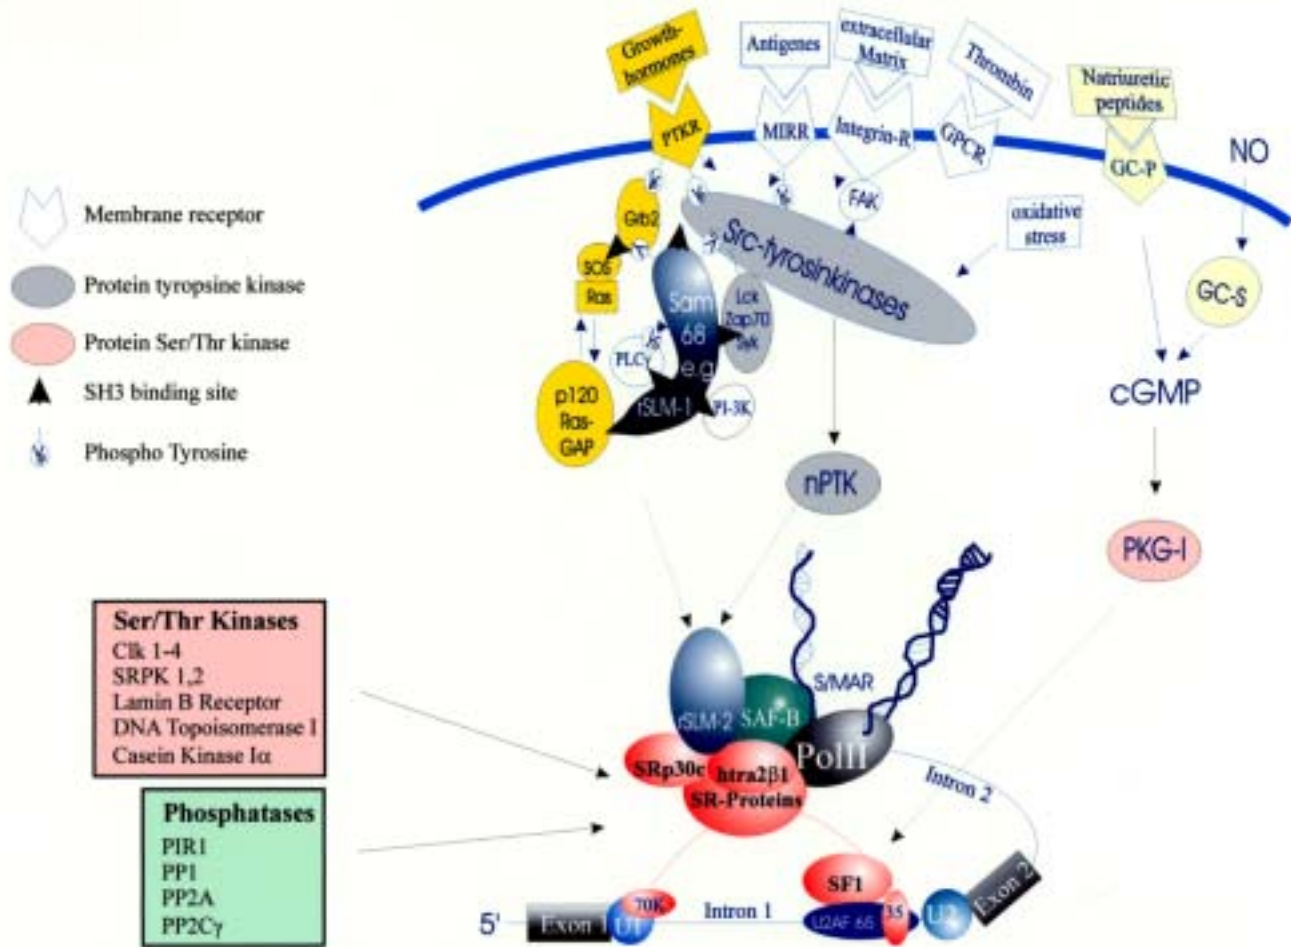 Growth-
hormones
Antigenes
extracellular
Matrix
Thrombin
Natriuretic
peptides
PTKR
MIRR
Integrin-R
GPCR
GC-P
NO
Membrane receptor
Protein tyropsine kinase
Protein Ser/Thr kinase
SH3 binding site
Phospho Tyrosine
Grb2
FAK
oxidative
stress
Src-tyrosinkinases
SOS
Ras
Sam
68
e.g
Lck
Zap70
Syk
GC-S
PLCγ
rSLM-1
PI-3K
p120
Ras-
GAP
cGMP
nPTK
PKG-I
Ser/Thr Kinases
Clk 1-4
SRPK 1,2
Lamin B Receptor
DNA Topoisomerase I
Casein Kinase Iα
Phosphatases
PIR1
PP1
PP2A
PP2Cγ
S/MAR
rSLM-2
SAF-B
PolII
SRp30c
htra2β1
SR-Proteins
Intron 2
SF1
5'
Exon 1
U1
70K
Intron 1
U2AF 65
35
U2
Exon 2